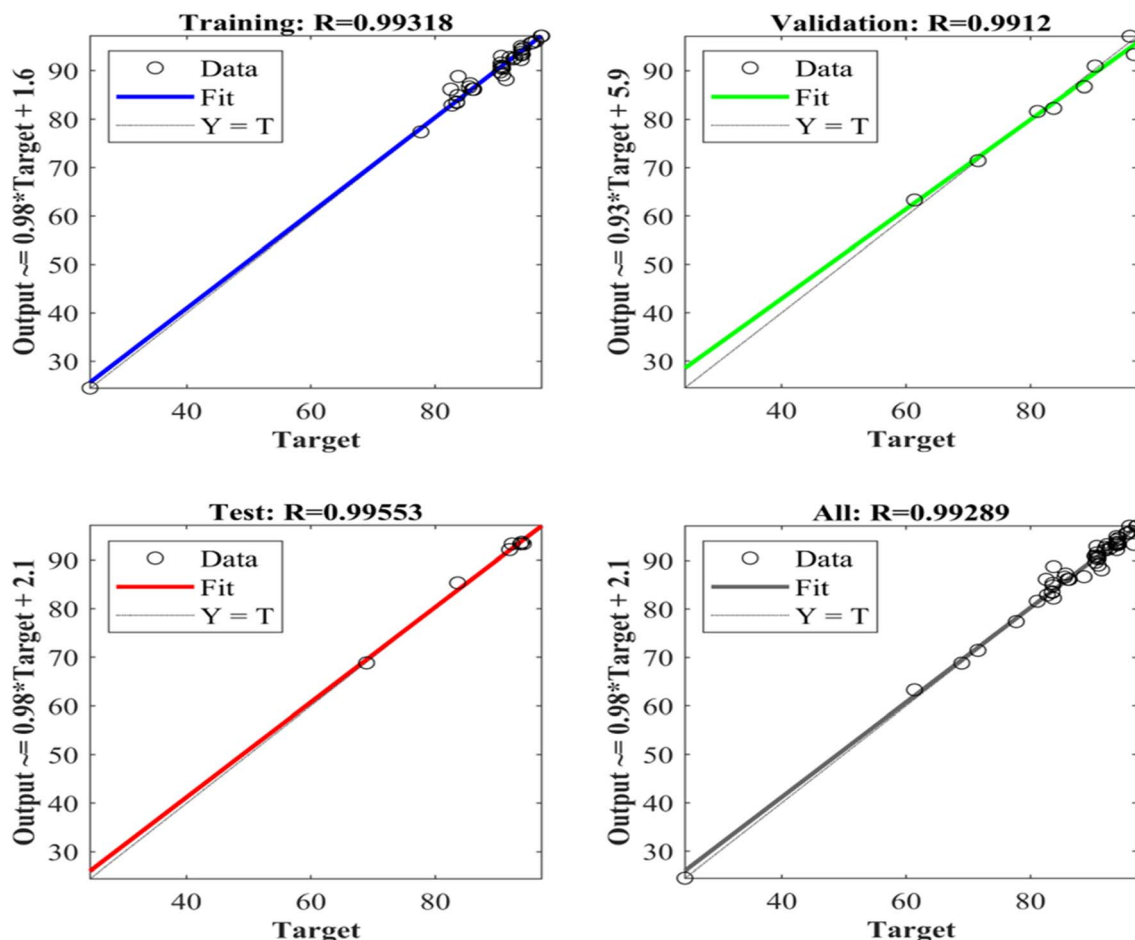 Training: R=0.99318
Output ~= 0.98*Target + 1.6
90
80
70
60
50
40
30
Data
Fit
Y = T
40
60
80
Target
Validation: R=0.9912
Output ~= 0.93*Target + 5.9
90
80
70
60
50
40
30
Data
Fit
Y = T
40
60
80
Target
Test: R=0.99553
Output ~= 0.98*Target + 2.1
90
80
70
60
50
40
30
Data
Fit
Y = T
40
60
80
Target
All: R=0.99289
Output ~= 0.98*Target + 2.1
90
80
70
60
50
40
30
Data
Fit
Y = T
40
60
80
Target